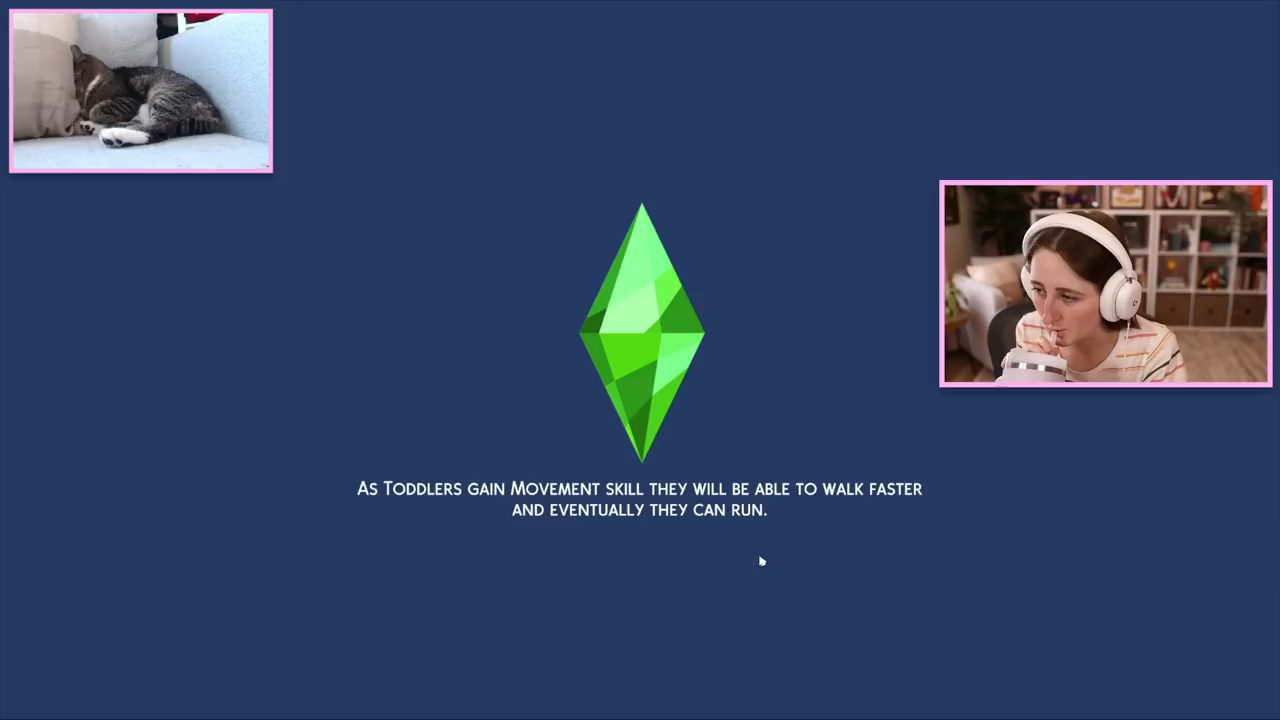 As Toddlers gain Movement skill they will be able to walk faster
and eventually they can run.